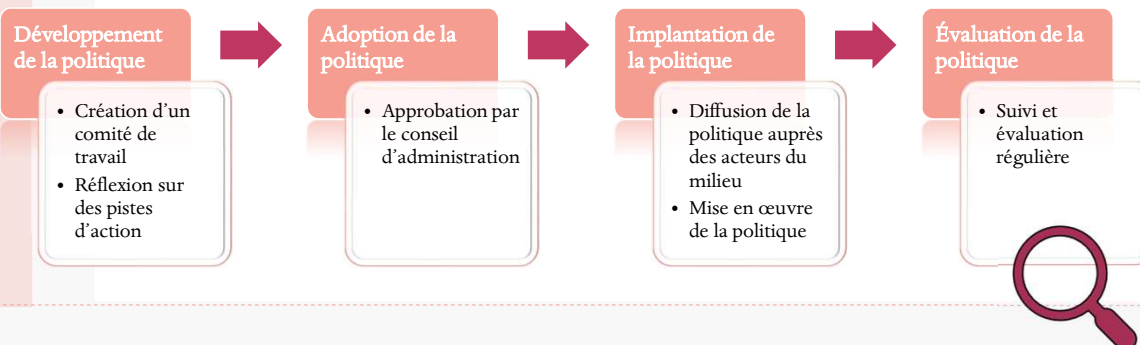 Développement
de la politique
• Création d'un
comité de
travail
• Réflexion sur
des pistes
d'action
Adoption de la
politique
• Approbation par
le conseil
d'administration
Implantation de
la politique
• Diffusion de la
politique auprès
des acteurs du
milieu
• Mise en œuvre
de la politique
Évaluation de la
politique
• Suivi et
évaluation
régulière